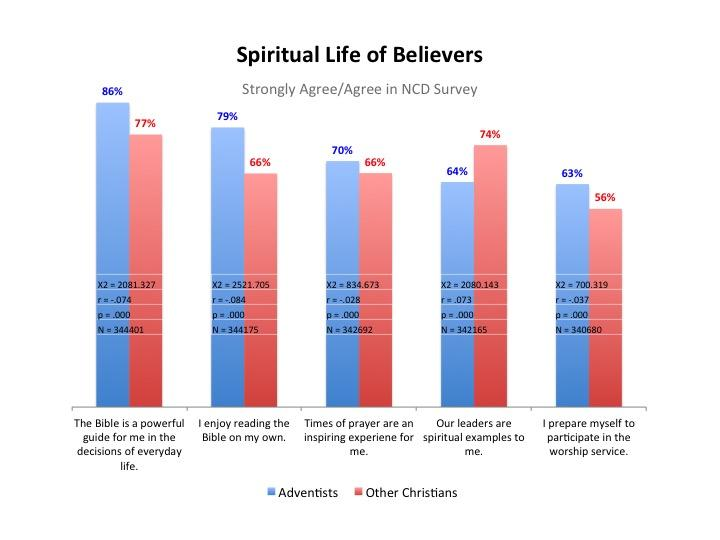 Spiritual Life of Believers
Strongly Agree/Agree in NCD Survey
86%
77%
79%
66%
70%
66%
64%
74%
63%
56%
X2 = 2081.327
r = -.074
p = .000
N = 344401
X2 = 2521.705
r = -.084
p = .000
N = 344175
X2 = 834.673
r = -.028
p = .000
N = 342692
X2 = 2080.143
r = .073
p = .000
N = 342165
X2 = 700.319
r = -.037
p = .000
N = 340680
The Bible is a powerful
guide for me in the
decisions of everyday
life.
I enjoy reading the
Bible on my own.
Times of prayer are an
inspiring experiene for
me.
Our leaders are
spiritual examples to
me.
I prepare myself to
participate in the
worship service.
Adventists
Other Christians